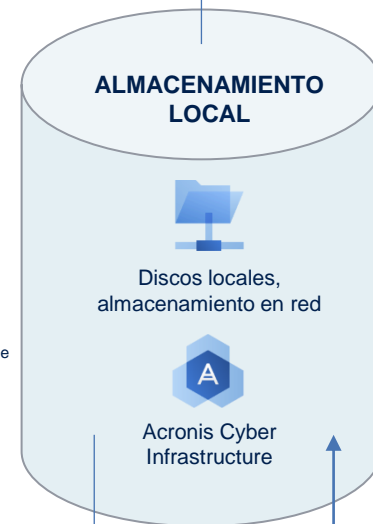 ALMACENAMIENTO
LOCAL
Discos locales,
almacenamiento en red
e
A
Acronis Cyber
Infrastructure